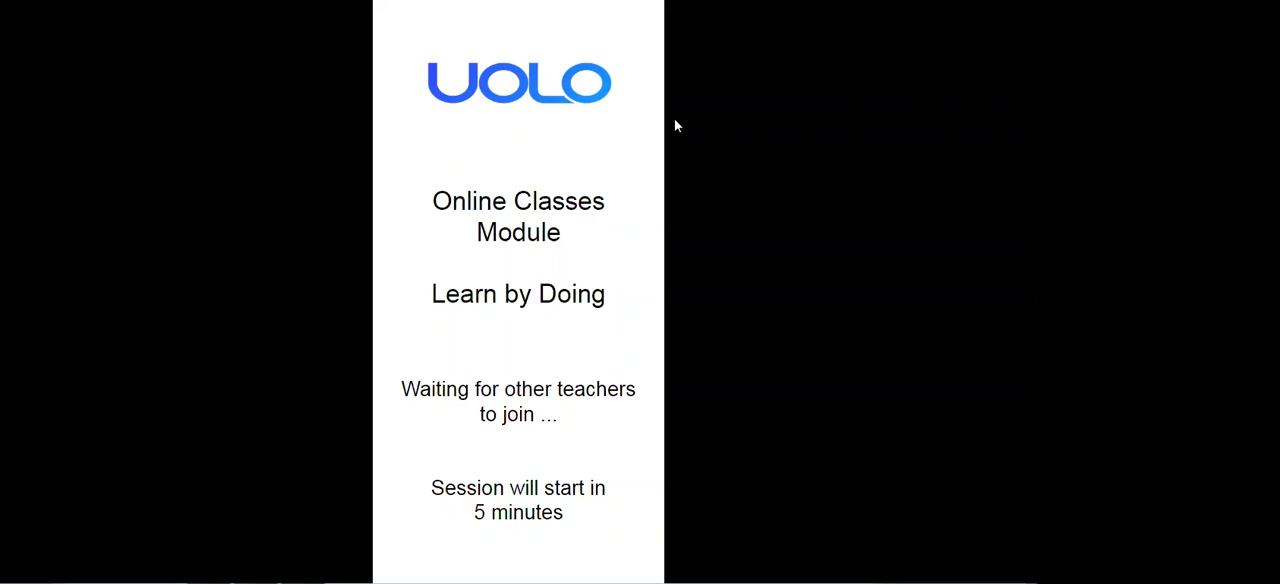 UOLO
Online Classes
Module
Learn by Doing
Waiting for other teachers
to join ...
Session will start in
5 minutes